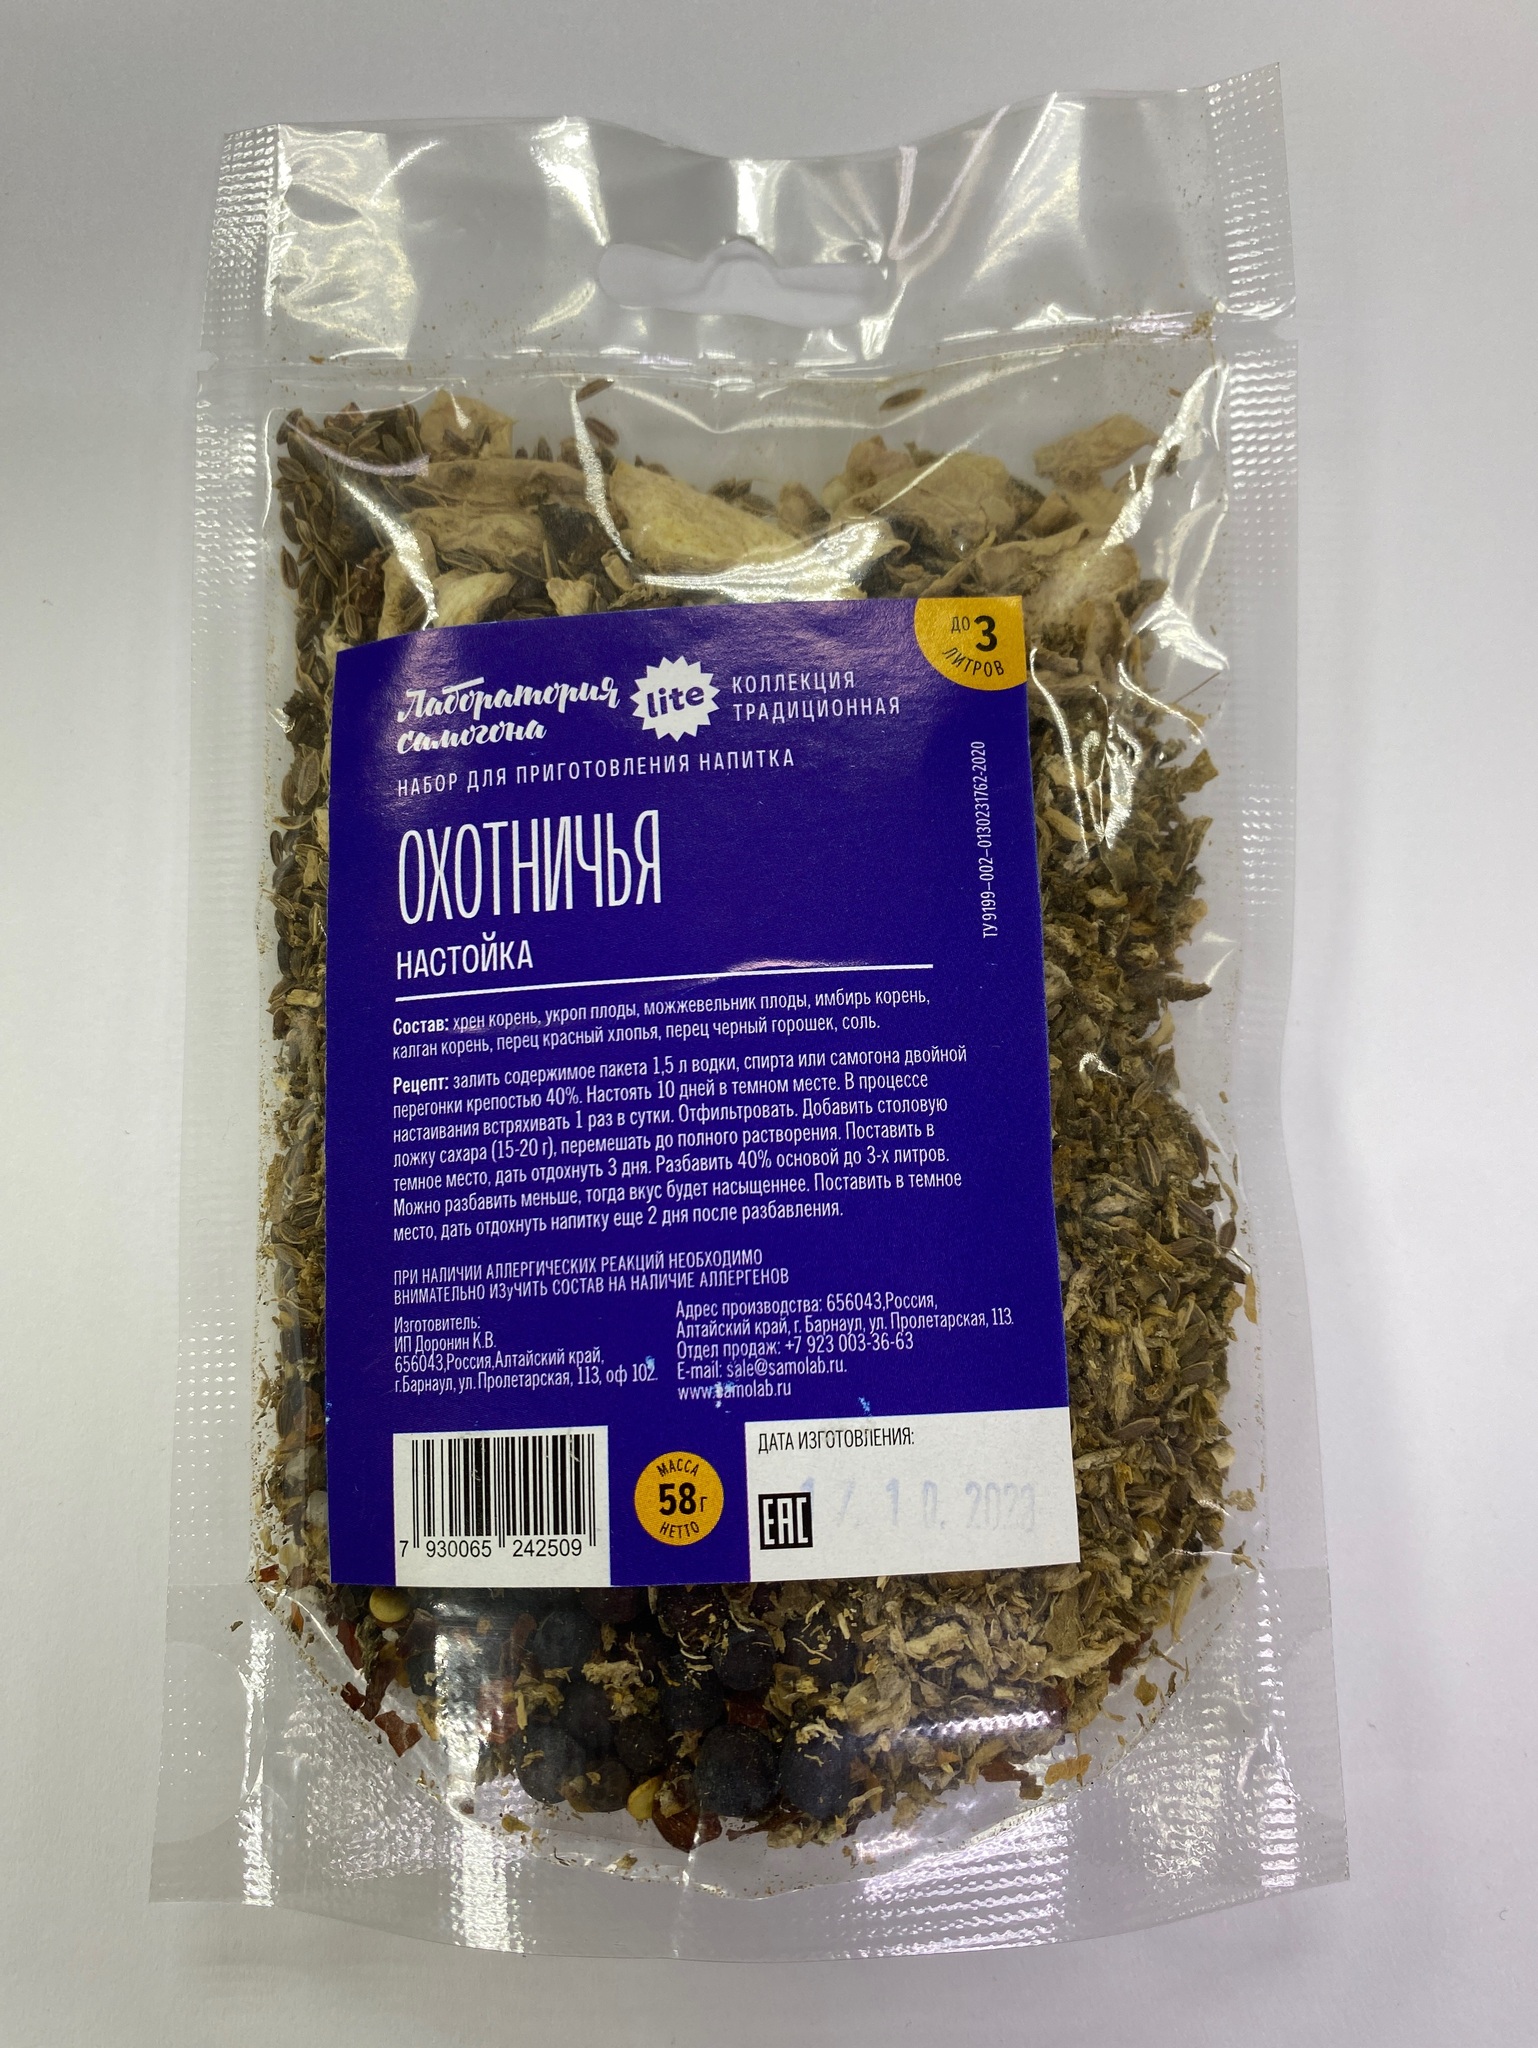 ДО 3
ЛИТРОВ
Лаборатория
самогона
lite
КОЛЛЕКЦИЯ
ТРАДИЦИОННАЯ
НАБОР ДЛЯ ПРИГОТОВЛЕНИЯ НАПИТКА
ОХОТНИЧЬЯ
НАСТОЙКА
ТУ 9199-002-0130231762-2020
Состав: хрен корень, укроп плоды, можжевельник плоды, имбирь корень,
калган корень, перец красный хлопья, перец черный горошек, соль.
Рецепт: залить содержимое пакета 1,5 л водки, спирта или самогона двойной
перегонки крепостью 40%. Настоять 10 дней в темном месте. В процессе
настаивания встряхивать 1 раз в сутки. Отфильтровать. Добавить столовую
ложку сахара (15-20 г), перемешать до полного растворения. Поставить в
темное место, дать отдохнуть 3 дня. Разбавить 40% основой до 3-х литров.
Можно разбавить меньше, тогда вкус будет насыщеннее. Поставить в темное
место, дать отдохнуть напитку еще 2 дня после разбавления.
ПРИ НАЛИЧИИ АЛЛЕРГИЧЕСКИХ РЕАКЦИЙ НЕОБХОДИМО
ВНИМАТЕЛЬНО ИЗуЧИТЬ СОСТАВ НА НАЛИЧИЕ АЛЛЕРГЕНОВ
Изготовитель:
ИП Доронин К.В.
656043,Россия,Алтайский край,
г.Барнаул, ул. Пролетарская, 113, оф 102.
Адрес производства: 656043,Россия,
Алтайский край, г. Барнаул, ул. Пролетарская, 113.
Отдел продаж: +7 923 003-36-63
E-mail: sale@samolab.ru.
www.samolab.ru
7 930065 242509
МАССА
58 г
НЕТТО
ДАТА ИЗГОТОВЛЕНИЯ:
EAC
17. 10. 2023